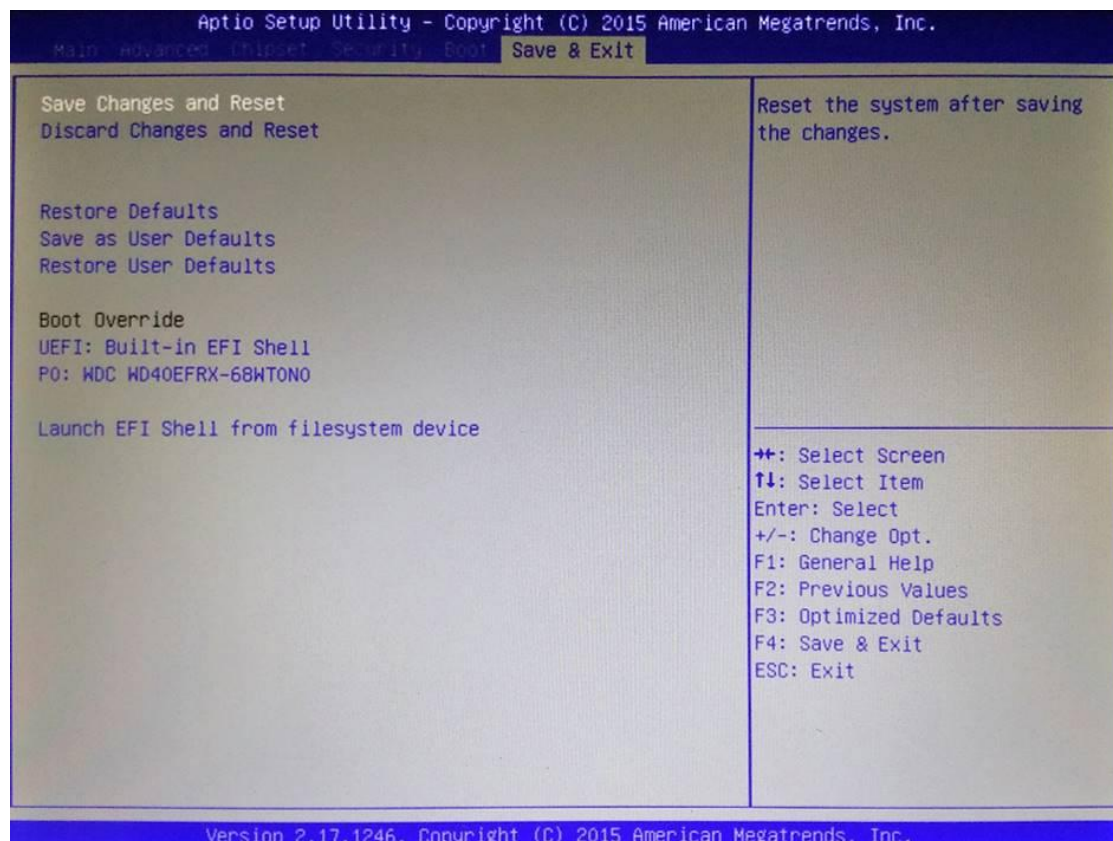 Aptio Setup Utility - Copyright (C) 2015 American Megatrends, Inc.
Main Advanced Chipset Security Boot Save & Exit
Save Changes and Reset
Discard Changes and Reset
Restore Defaults
Save as User Defaults
Restore User Defaults
Boot Override
UEFI: Built-in EFI Shell
P0: WDC WD40EFRX-68WT0N0
Launch EFI Shell from filesystem device
Reset the system after saving
the changes.
→←: Select Screen
↑↓: Select Item
Enter: Select
+/-: Change Opt.
F1: General Help
F2: Previous Values
F3: Optimized Defaults
F4: Save & Exit
ESC: Exit
Version 2.17.1246. Copyright (C) 2015 American Megatrends, Inc.